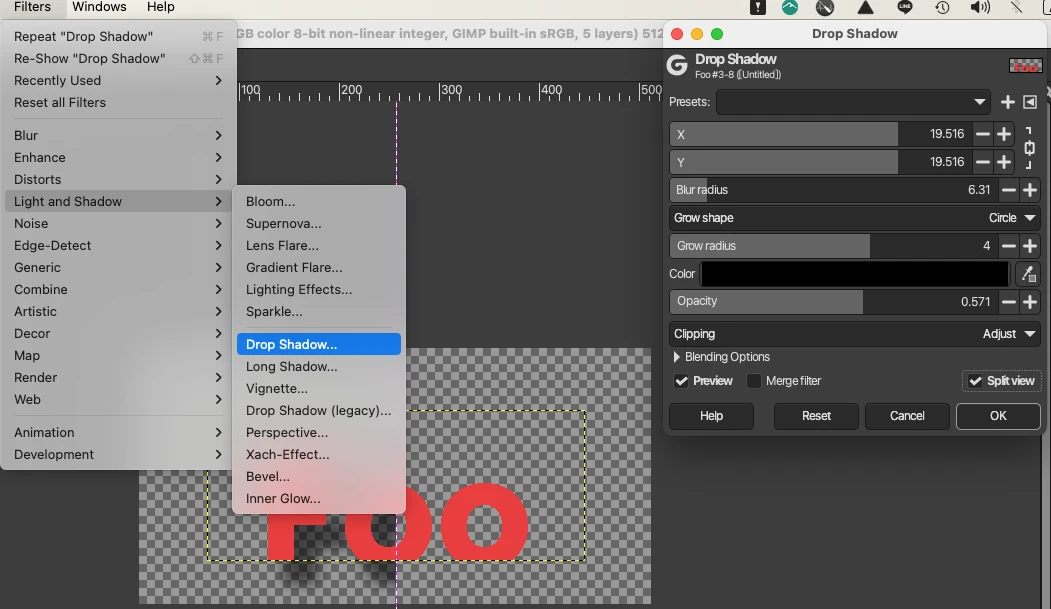 Filters Windows Help
Repeat "Drop Shadow" ⌘ F
Re-Show "Drop Shadow" ⇧⌘ F
Recently Used
Reset all Filters
Blur
Enhance
Distorts
Light and Shadow
Noise
Edge-Detect
Generic
Combine
Artistic
Decor
Map
Render
Web
Animation
Development
GB color 8-bit non-linear integer, GIMP built-in sRGB, 5 layers) 512
100 200 300 400 500
Bloom...
Supernova...
Lens Flare...
Gradient Flare...
Lighting Effects...
Sparkle...
Drop Shadow...
Long Shadow...
Vignette...
Drop Shadow (legacy)...
Perspective...
Xach-Effect...
Bevel...
Inner Glow...
Foo
LINE
Drop Shadow
G Drop Shadow
Foo #3-8 ([Untitled])
Foo
Presets:
X 19.516
Y 19.516
Blur radius 6.31
Grow shape Circle
Grow radius 4
Color
Opacity 0.571
Clipping Adjust
Blending Options
Preview Merge filter Split view
Help Reset Cancel OK